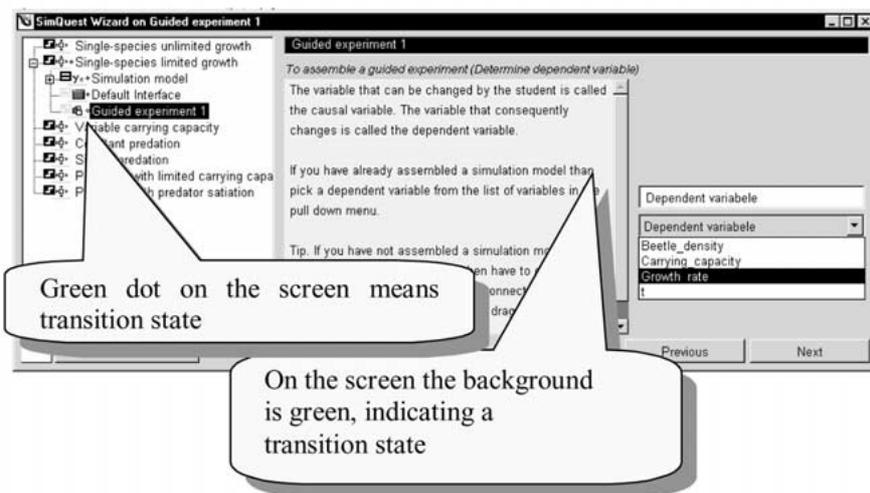 SimQuest Wizard on Guided experiment 1
Single-species unlimited growth
Single-species limited growth
Simulation model
Default Interface
Guided experiment 1
capacity
predation
with limited carrying capa
predator satiation
Guided experiment 1
To assemble a guided experiment (Determine dependent variable)
The variable that can be changed by the student is called
the causal variable. The variable that consequently
changes is called the dependent variable.
If you have already assembled a simulation model than
pick a dependent variable from the list of variables in
pull down menu.
Tip. If you have not assembled a simulation
have to
Dependent variabele
Dependent variabele
Beetle_density
Carrying_capacity
Growth_rate
t
Previous
Next
Green dot on the screen means
transition state
On the screen the background
is green, indicating a
transition state